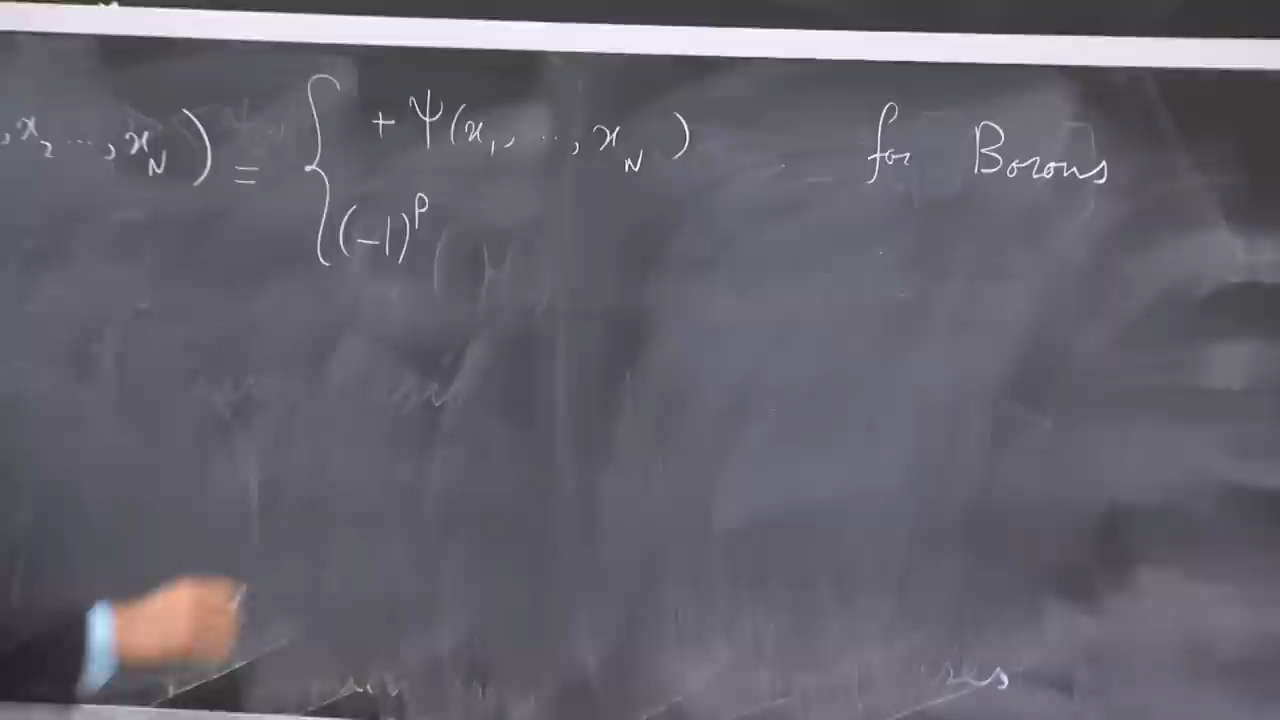 , x₂ ..., x_N) = { + Ψ(x₁, ..., x_N) for Bosons
(-1)^P